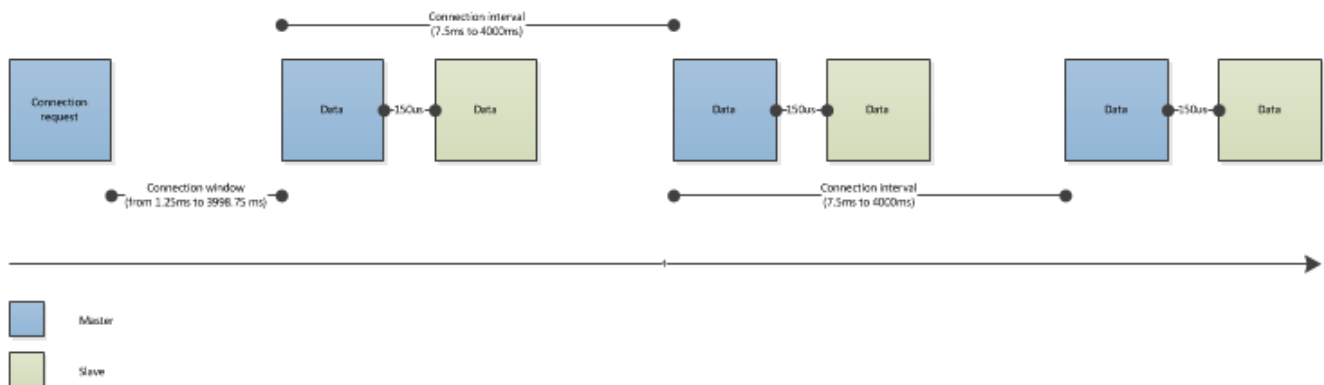 Connection interval
(7.5ms to 4000ms)
Connection
request
Data
150us
Data
Data
150us
Data
Data
150us
Data
Connection window
(from 1.25ms to 3998.75 ms)
Connection interval
(7.5ms to 4000ms)
t
Master
Slave